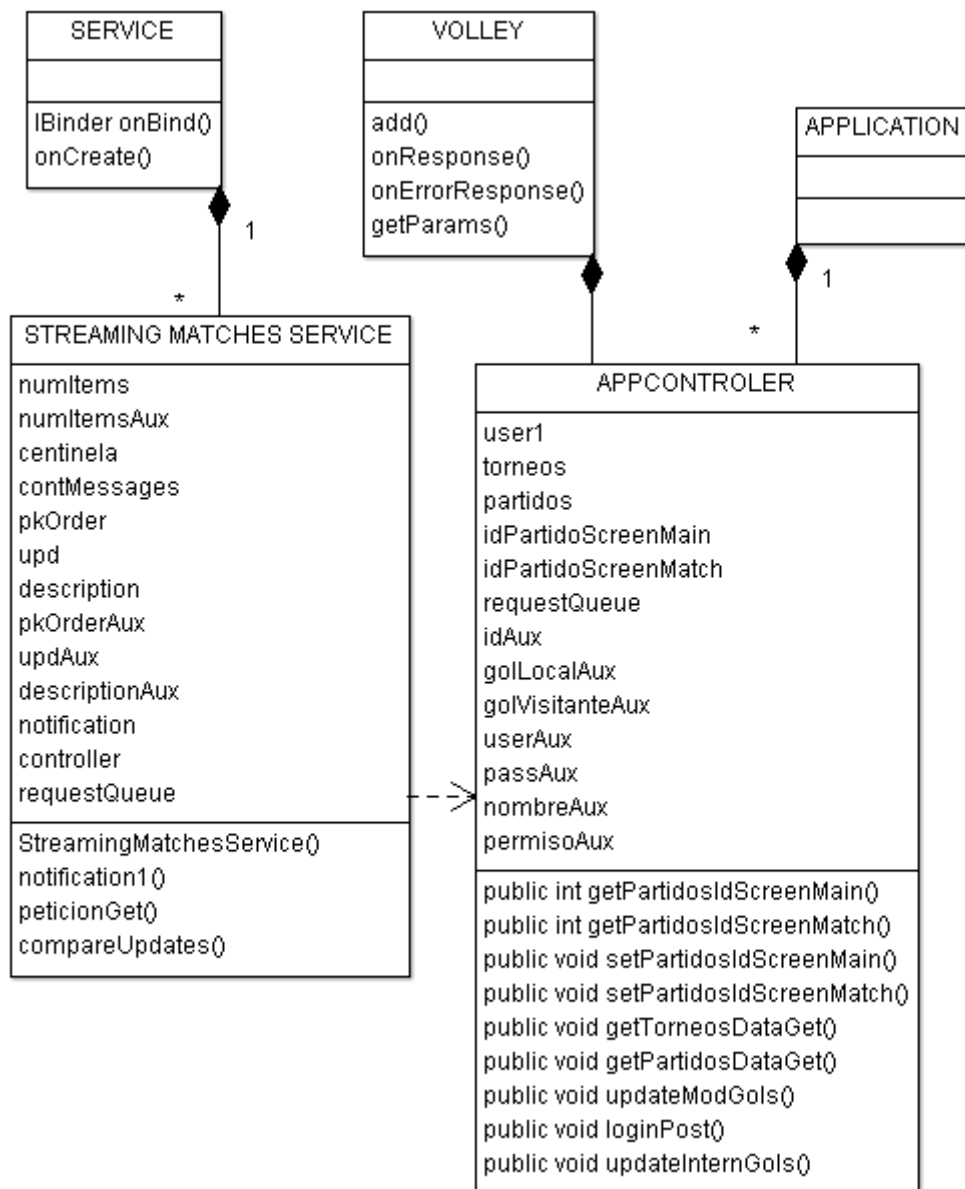 SERVICE
IBinder onBind()
onCreate()
1
*
VOLLEY
add()
onResponse()
onErrorResponse()
getParams()
APPLICATION
1
*
STREAMING MATCHES SERVICE
numItems
numItemsAux
centinela
contMessages
pkOrder
upd
description
pkOrderAux
updAux
descriptionAux
notification
controller
requestQueue
StreamingMatchesService()
notification1()
peticionGet()
compareUpdates()
APPCONTROLER
user1
torneos
partidos
idPartidoScreenMain
idPartidoScreenMatch
requestQueue
idAux
golLocalAux
golVisitanteAux
userAux
passAux
nombreAux
permisoAux
public int getPartidosIdScreenMain()
public int getPartidosIdScreenMatch()
public void setPartidosIdScreenMain()
public void setPartidosIdScreenMatch()
public void getTorneosDataGet()
public void getPartidosDataGet()
public void updateModGols()
public void loginPost()
public void updateInternGols()